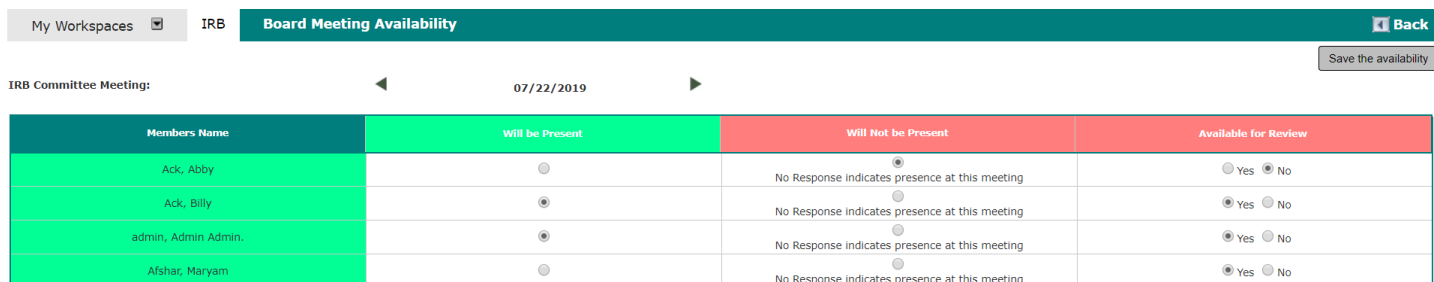 My Workspaces IRB Board Meeting Availability Back
Save the availability
IRB Committee Meeting: 07/22/2019
Members Name Will be Present Will Not be Present Available for Review
Ack, Abby No Response indicates presence at this meeting Yes No
Ack, Billy No Response indicates presence at this meeting Yes No
admin, Admin Admin. No Response indicates presence at this meeting Yes No
Afshar, Maryam No Response indicates presence at this meeting Yes No